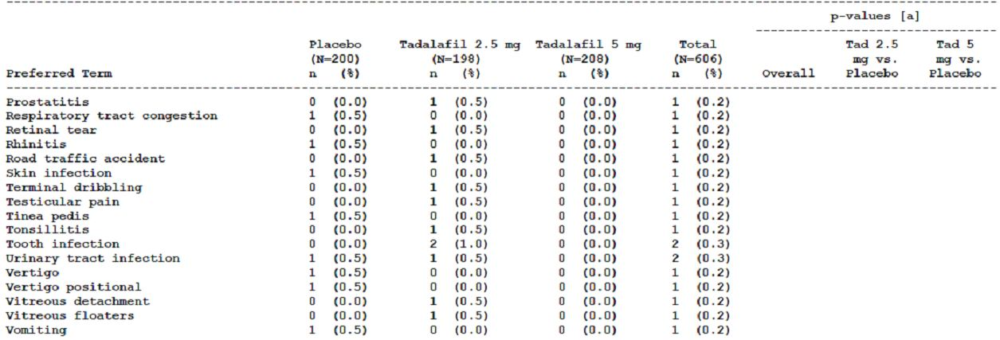 p-values [a]
Placebo Tadalafil 2.5 mg Tadalafil 5 mg Total Tad 2.5 Tad 5
(N=200) (N=198) (N=208) (N=606) mg vs. mg vs.
Preferred Term n (%) n (%) n (%) n (%) Overall Placebo Placebo
Prostatitis 0 (0.0) 1 (0.5) 0 (0.0) 1 (0.2)
Respiratory tract congestion 1 (0.5) 0 (0.0) 0 (0.0) 1 (0.2)
Retinal tear 0 (0.0) 1 (0.5) 0 (0.0) 1 (0.2)
Rhinitis 1 (0.5) 0 (0.0) 0 (0.0) 1 (0.2)
Road traffic accident 0 (0.0) 1 (0.5) 0 (0.0) 1 (0.2)
Skin infection 1 (0.5) 0 (0.0) 0 (0.0) 1 (0.2)
Terminal dribbling 0 (0.0) 1 (0.5) 0 (0.0) 1 (0.2)
Testicular pain 0 (0.0) 1 (0.5) 0 (0.0) 1 (0.2)
Tinea pedis 1 (0.5) 0 (0.0) 0 (0.0) 1 (0.2)
Tonsillitis 0 (0.0) 1 (0.5) 0 (0.0) 1 (0.2)
Tooth infection 0 (0.0) 2 (1.0) 0 (0.0) 2 (0.3)
Urinary tract infection 1 (0.5) 1 (0.5) 0 (0.0) 2 (0.3)
Vertigo 1 (0.5) 0 (0.0) 0 (0.0) 1 (0.2)
Vertigo positional 1 (0.5) 0 (0.0) 0 (0.0) 1 (0.2)
Vitreous detachment 0 (0.0) 1 (0.5) 0 (0.0) 1 (0.2)
Vitreous floaters 0 (0.0) 1 (0.5) 0 (0.0) 1 (0.2)
Vomiting 1 (0.5) 0 (0.0) 0 (0.0) 1 (0.2)